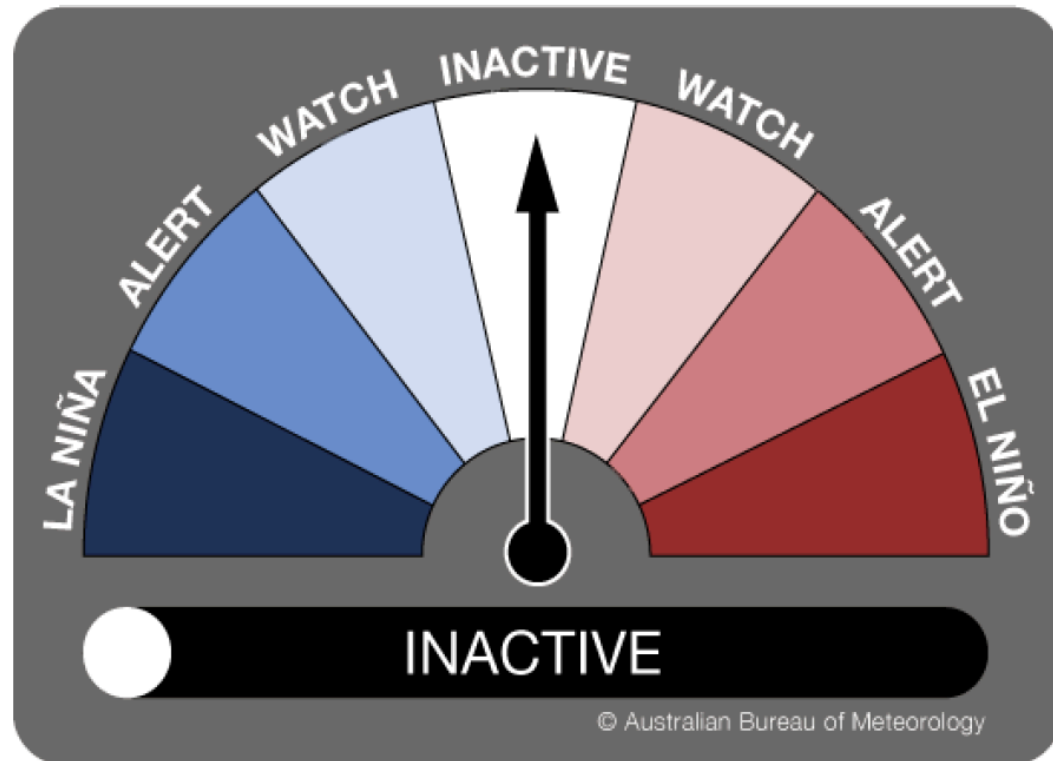 LA NIÑA
ALERT
WATCH
INACTIVE
WATCH
ALERT
EL NIÑO
INACTIVE
© Australian Bureau of Meteorology